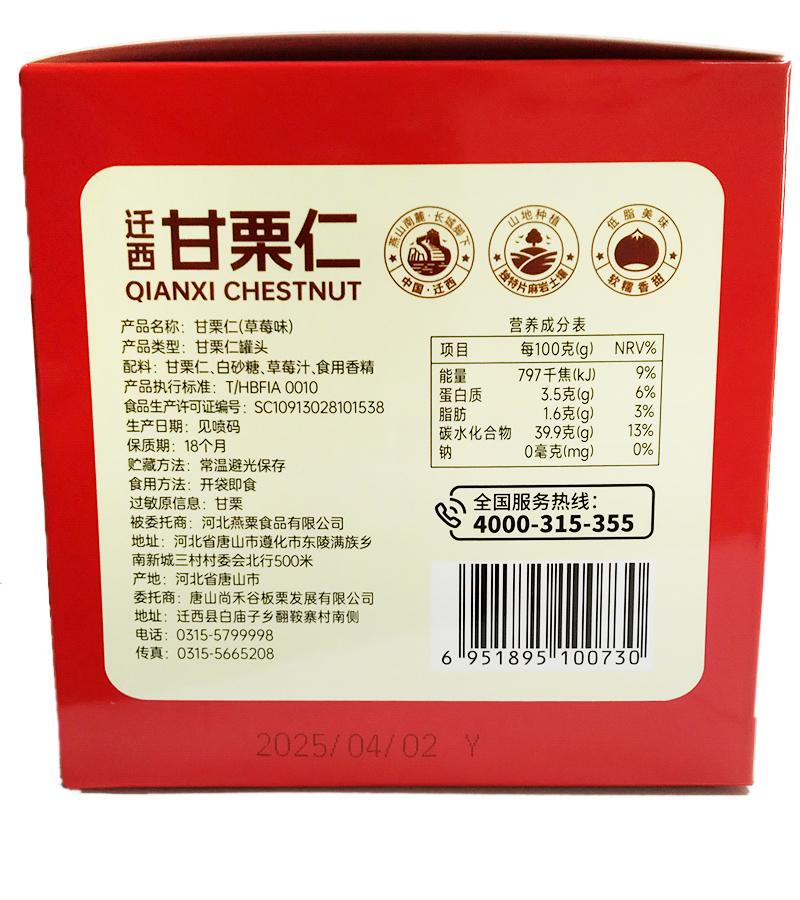 迁西 甘栗仁
QIANXI CHESTNUT
燕山南麓·长城脚下
中国·迁西
山地种植
独特片麻岩土壤
低脂美味
软糯香甜
产品名称：甘栗仁(草莓味)
产品类型：甘栗仁罐头
配料：甘栗仁、白砂糖、草莓汁、食用香精
产品执行标准：T/HBFIA 0010
食品生产许可证编号：SC10913028101538
生产日期：见喷码
保质期：18个月
贮藏方法：常温避光保存
食用方法：开袋即食
过敏原信息：甘栗
被委托商：河北燕粟食品有限公司
地址：河北省唐山市遵化市东陵满族乡
南新城三村村委会北行500米
产地：河北省唐山市
委托商：唐山尚禾谷板栗发展有限公司
地址：迁西县白庙子乡翻鞍寨村南侧
电话：0315-5799998
传真：0315-5665208
营养成分表
项目 每100克(g) NRV%
能量 797千焦(kJ) 9%
蛋白质 3.5克(g) 6%
脂肪 1.6克(g) 3%
碳水化合物 39.9克(g) 13%
钠 0毫克(mg) 0%
全国服务热线：
4000-315-355
6 951895 100730
2025/04/02 Y